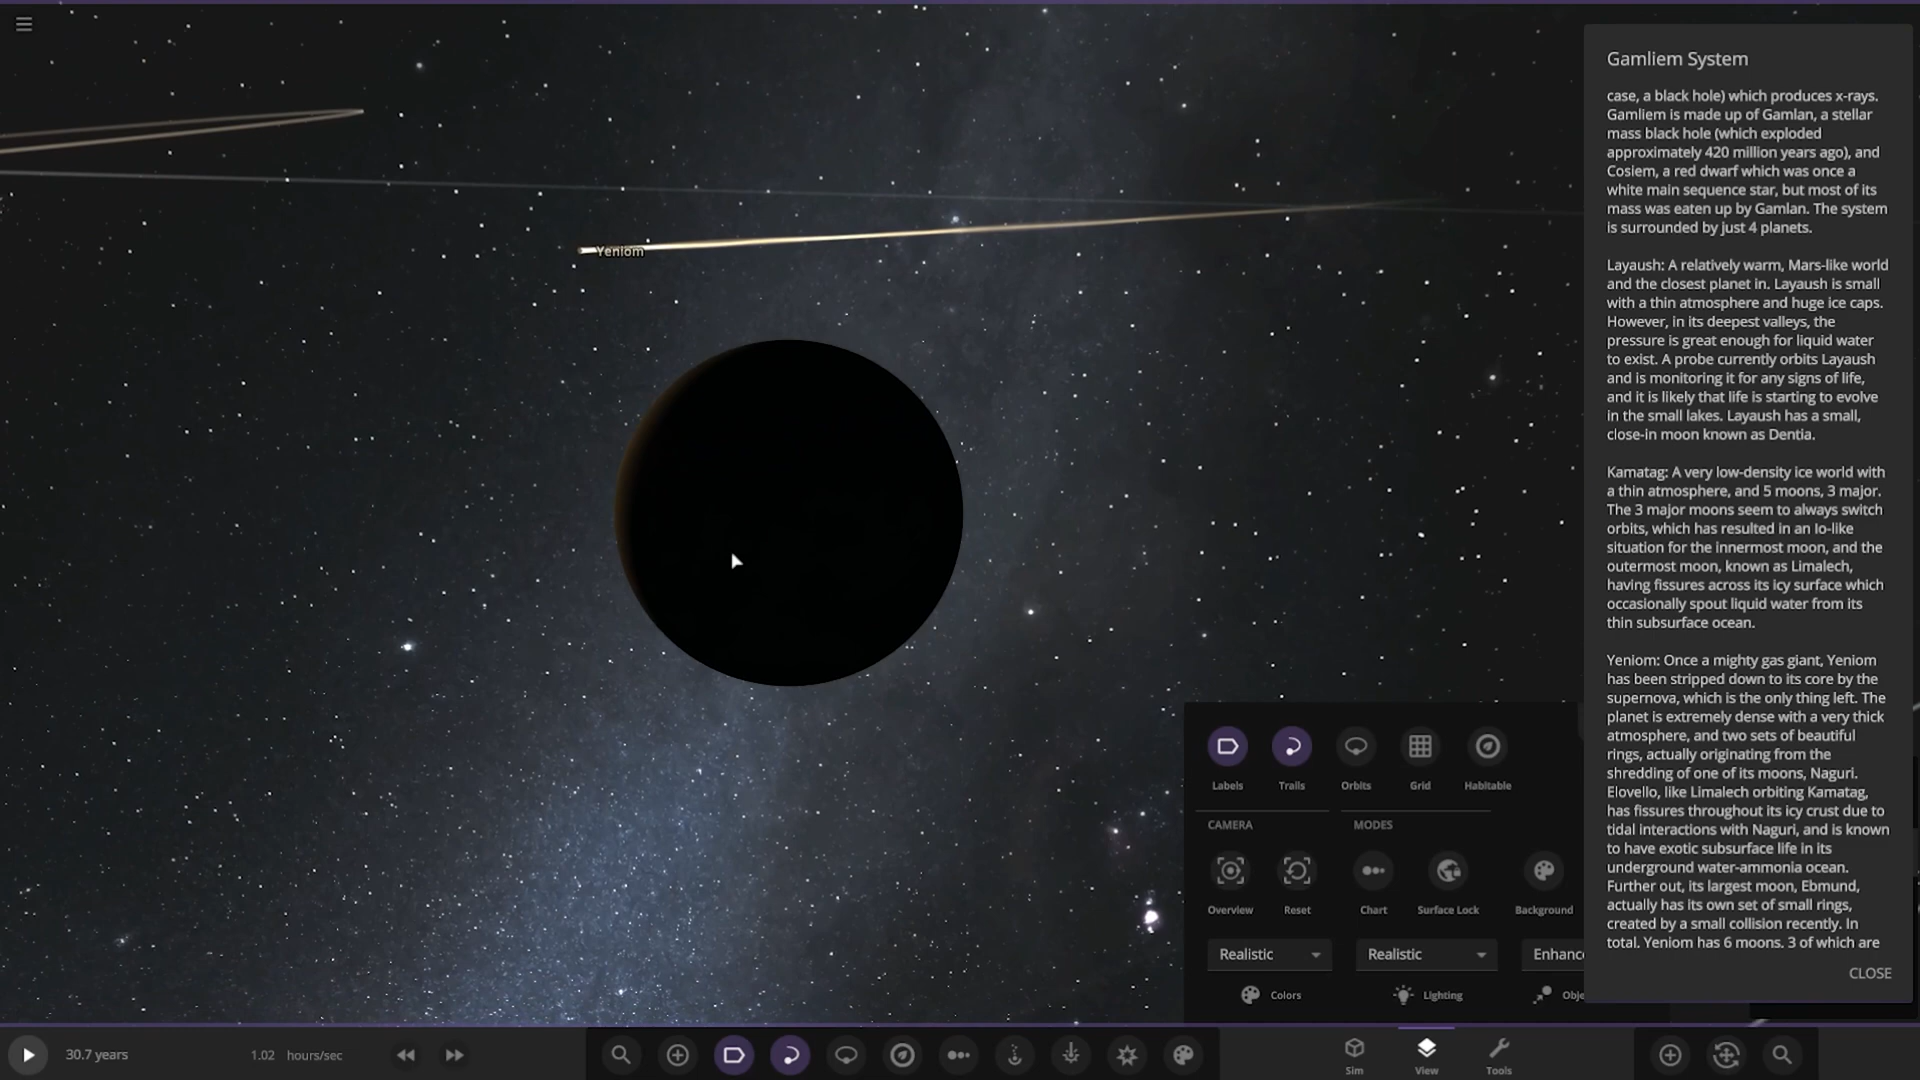 Gamliem System
case, a black hole) which produces x-rays.
Gamliem is made up of Gamlan, a stellar
mass black hole (which exploded
approximately 420 million years ago), and
Cosiem, a red dwarf which was once a
white main sequence star, but most of its
mass was eaten up by Gamlan. The system
is surrounded by just 4 planets.
Layaush: A relatively warm, Mars-like world
and the closest planet in. Layaush is small
with a thin atmosphere and huge ice caps.
However, in its deepest valleys, the
pressure is great enough for liquid water
to exist. A probe currently orbits Layaush
and is monitoring it for any signs of life,
and it is likely that life is starting to evolve
in the small lakes. Layaush has a small,
close-in moon known as Dentia.
Kamatag: A very low-density ice world with
a thin atmosphere, and 5 moons, 3 major.
The 3 major moons seem to always switch
orbits, which has resulted in an Io-like
situation for the innermost moon, and the
outermost moon, known as Limalech,
having fissures across its icy surface which
occasionally spout liquid water from its
thin subsurface ocean.
Yeniom: Once a mighty gas giant, Yeniom
has been stripped down to its core by the
supernova, which is the only thing left. The
planet is extremely dense with a very thick
atmosphere, and two sets of beautiful
rings, actually originating from the
shredding of one of its moons, Naguri.
Elovello, like Limalech orbiting Kamatag,
has fissures throughout its icy crust due to
tidal interactions with Naguri, and is known
to have exotic subsurface life in its
underground water-ammonia ocean.
Further out, its largest moon, Ebmund,
actually has its own set of small rings,
created by a small collision recently. In
total, Yeniom has 6 moons, 3 of which are
CLOSE
Yeniom
Labels Trails Orbits Grid Habitable
CAMERA MODES
Overview Reset Chart Surface Lock Background
Realistic Realistic Enhance
Colors Lighting Obje
30.7 years 1.02 hours/sec
Sim View Tools